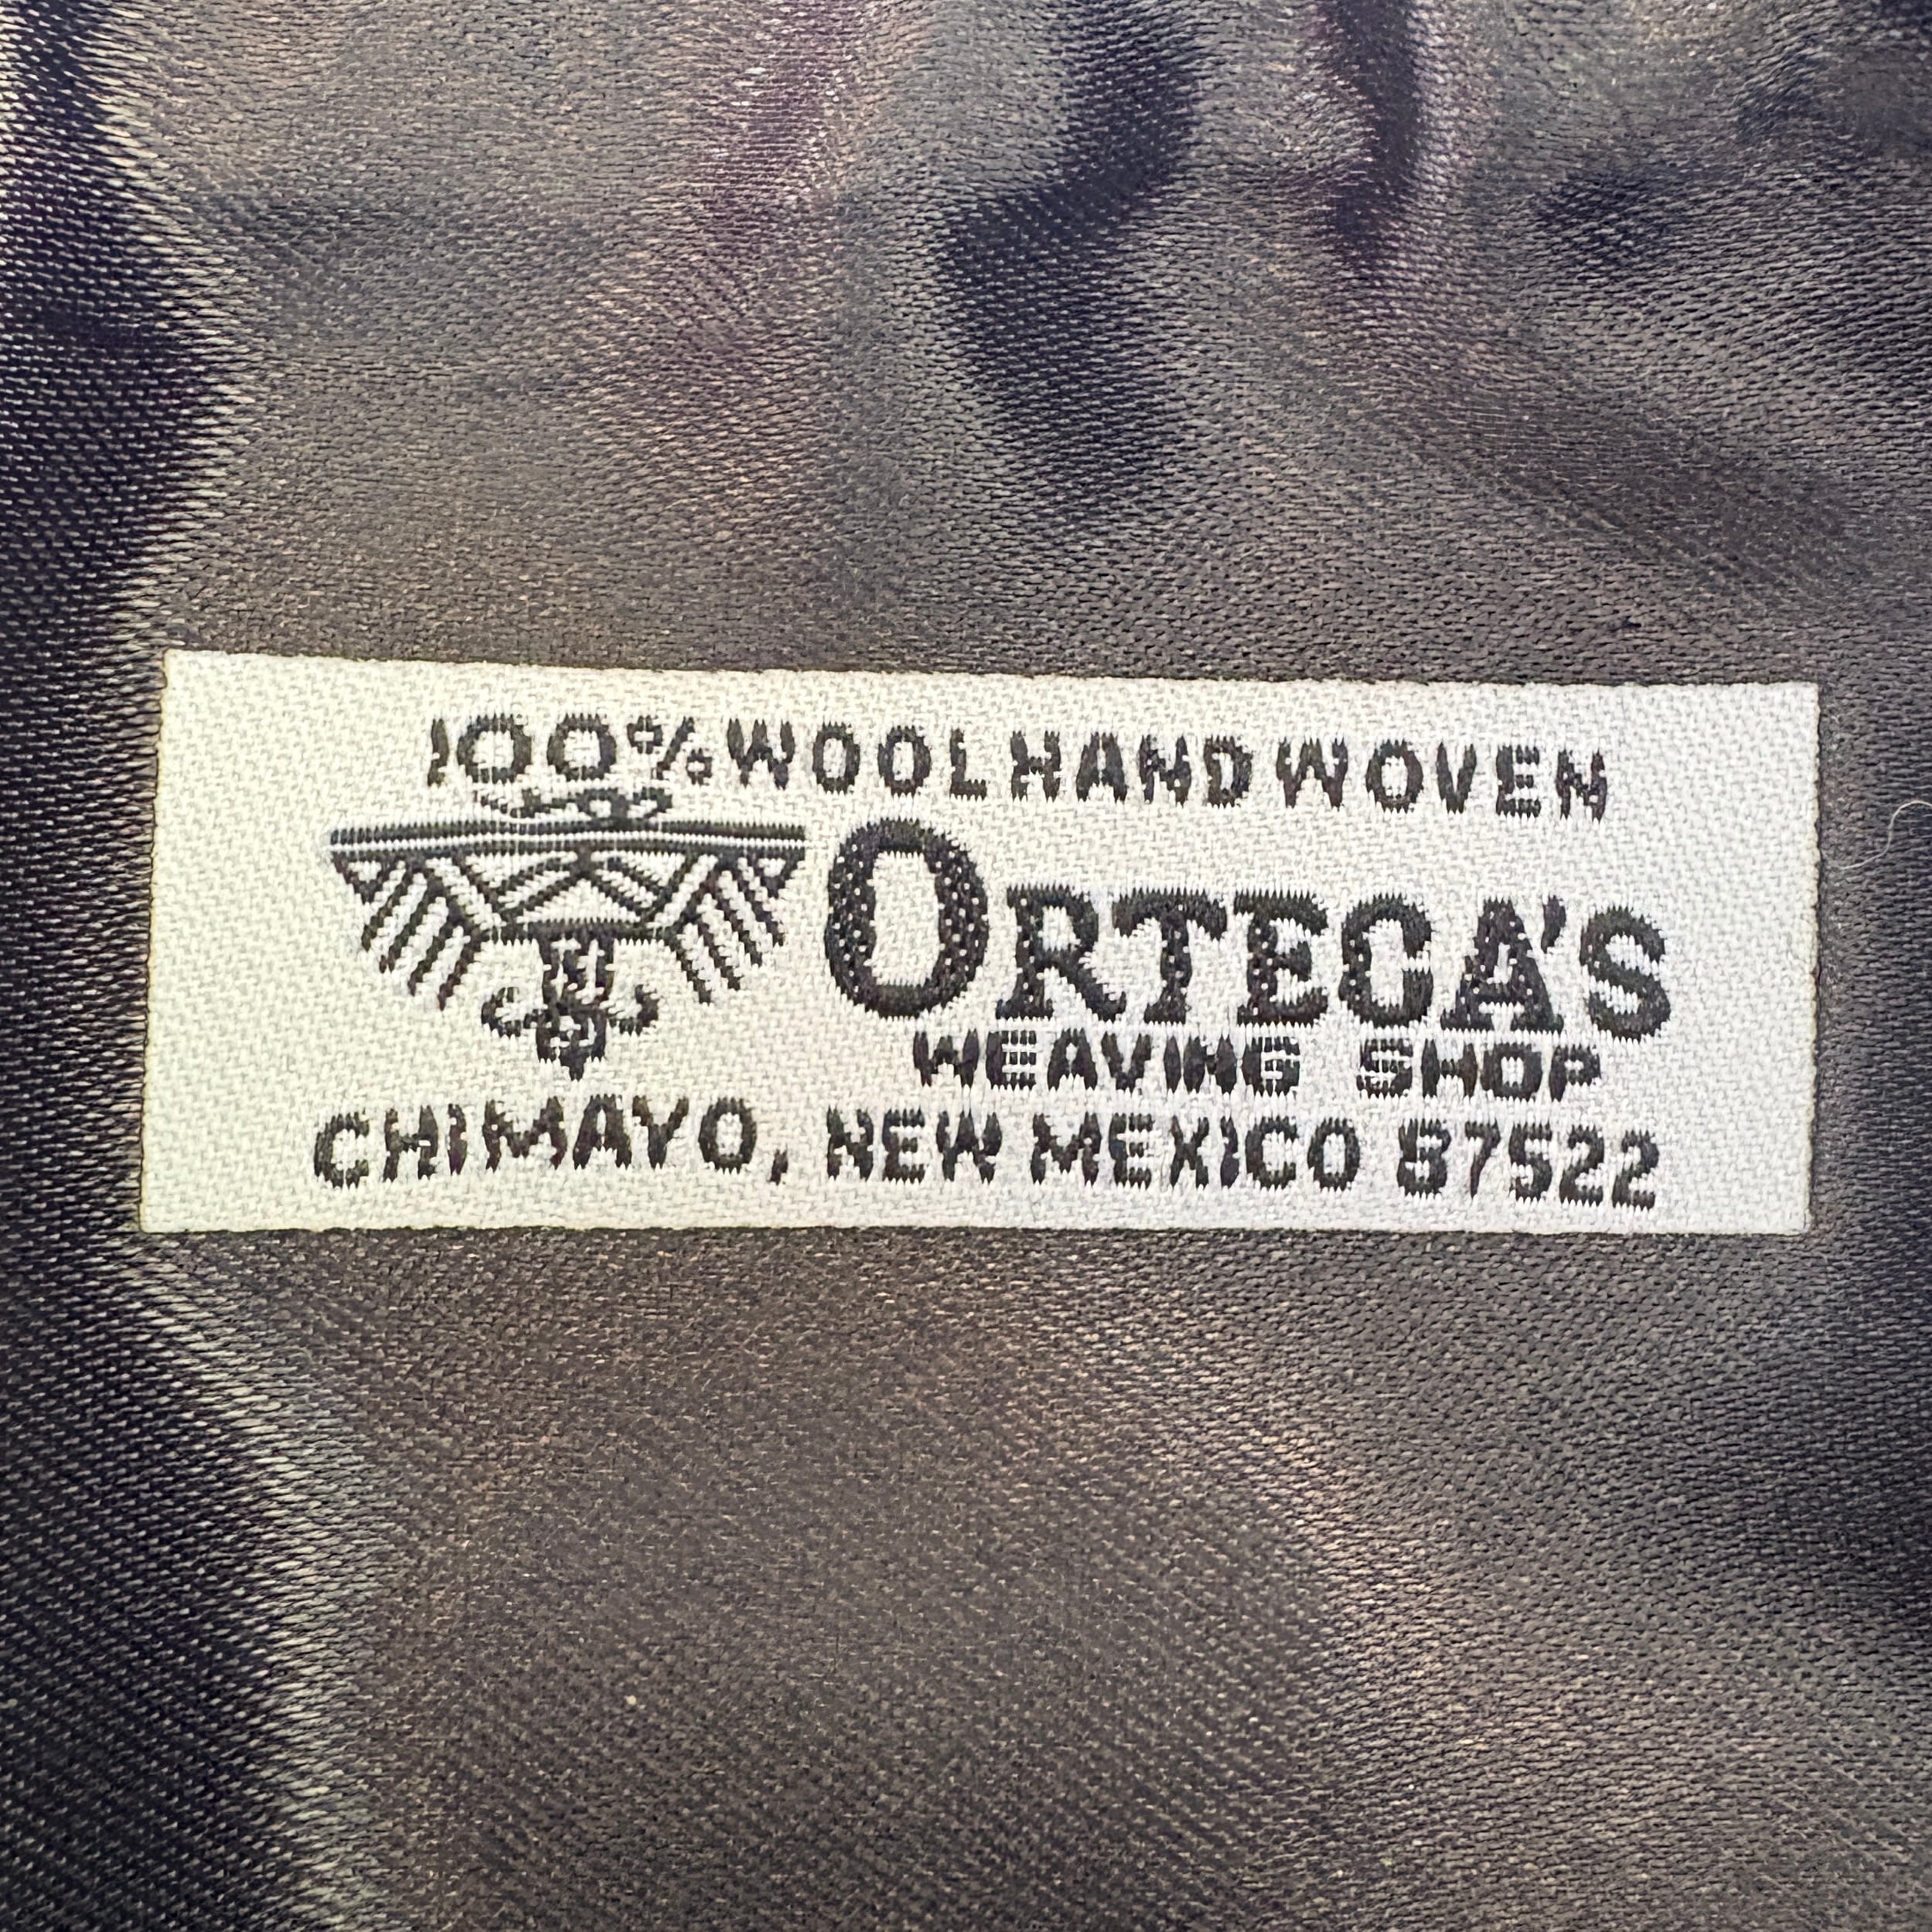 100% WOOL HAND WOVEN
ORTEGA'S
WEAVING SHOP
CHIMAYO, NEW MEXICO 87522